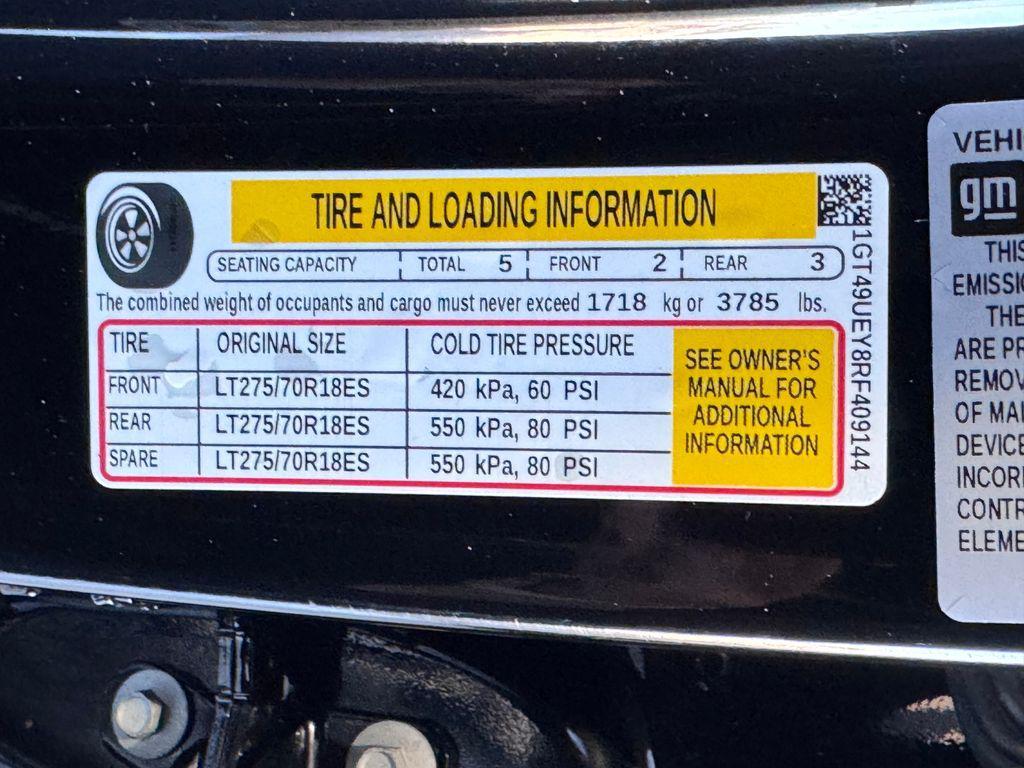 TIRE AND LOADING INFORMATION
SEATING CAPACITY TOTAL 5 FRONT 2 REAR 3
The combined weight of occupants and cargo must never exceed 1718 kg or 3785 lbs.
TIRE ORIGINAL SIZE COLD TIRE PRESSURE
FRONT LT275/70R18ES 420 kPa, 60 PSI
REAR LT275/70R18ES 550 kPa, 80 PSI
SPARE LT275/70R18ES 550 kPa, 80 PSI
SEE OWNER'S
MANUAL FOR
ADDITIONAL
INFORMATION
1GT49UEY8RF409144
VEHI
gm
THIS
EMISSIO
THE
ARE PR
REMOV
OF MA
DEVICE
INCOR
CONTR
ELEME